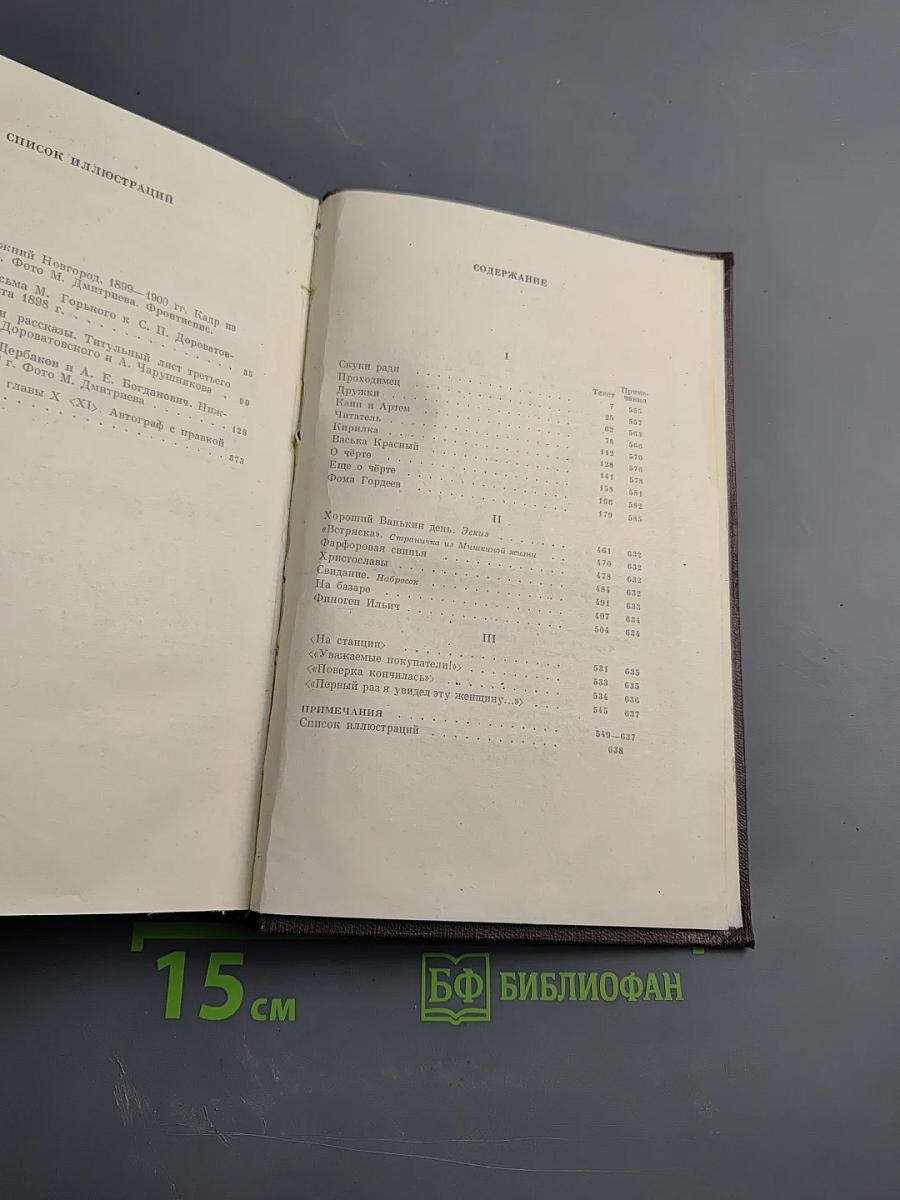 СПИСОК ИЛЛЮСТРАЦИЙ
жний Новгород, 1899—1900 гг. Кадр из
. Фото М. Дмитриева. Фронтиспис.
сьма М. Горького к С. П. Дороватов-
та 1898 г. 35
и рассказы. Титульный лист третьего
Дороватовского и А. Чарушникова 99
Щербаков и А. Е. Богданович. Ниж-
г. Фото М. Дмитриева 128
главы X <XI>. Автограф с правкой
373
СОДЕРЖАНИЕ
I
Текст Приме-чания
Скуки ради 7 555
Проходимец 25 557
Дружки 62 563
Каин и Артем 78 566
Читатель 112 570
Кирилка 128 576
Васька Красный 141 578
О чёрте 158 581
Еще о чёрте 166 582
Фома Гордеев 179 585
II
Хороший Ванькин день. Эскиз 461 632
«Встряска». Страничка из Мишкиной жизни 470 632
Фарфоровая свинья 478 632
Христославы 484 632
Свидание. Набросок 491 633
На базаре 497 634
Финоген Ильич 504 634
III
<На станции> 531 635
<«Уважаемые покупатели!»> 533 635
<«Поверка кончилась»> 534 636
<«Первый раз я увидел эту женщину...»> 545 637
ПРИМЕЧАНИЯ 549—637
Список иллюстраций 638
15 см
БФ БИБЛИОФАН